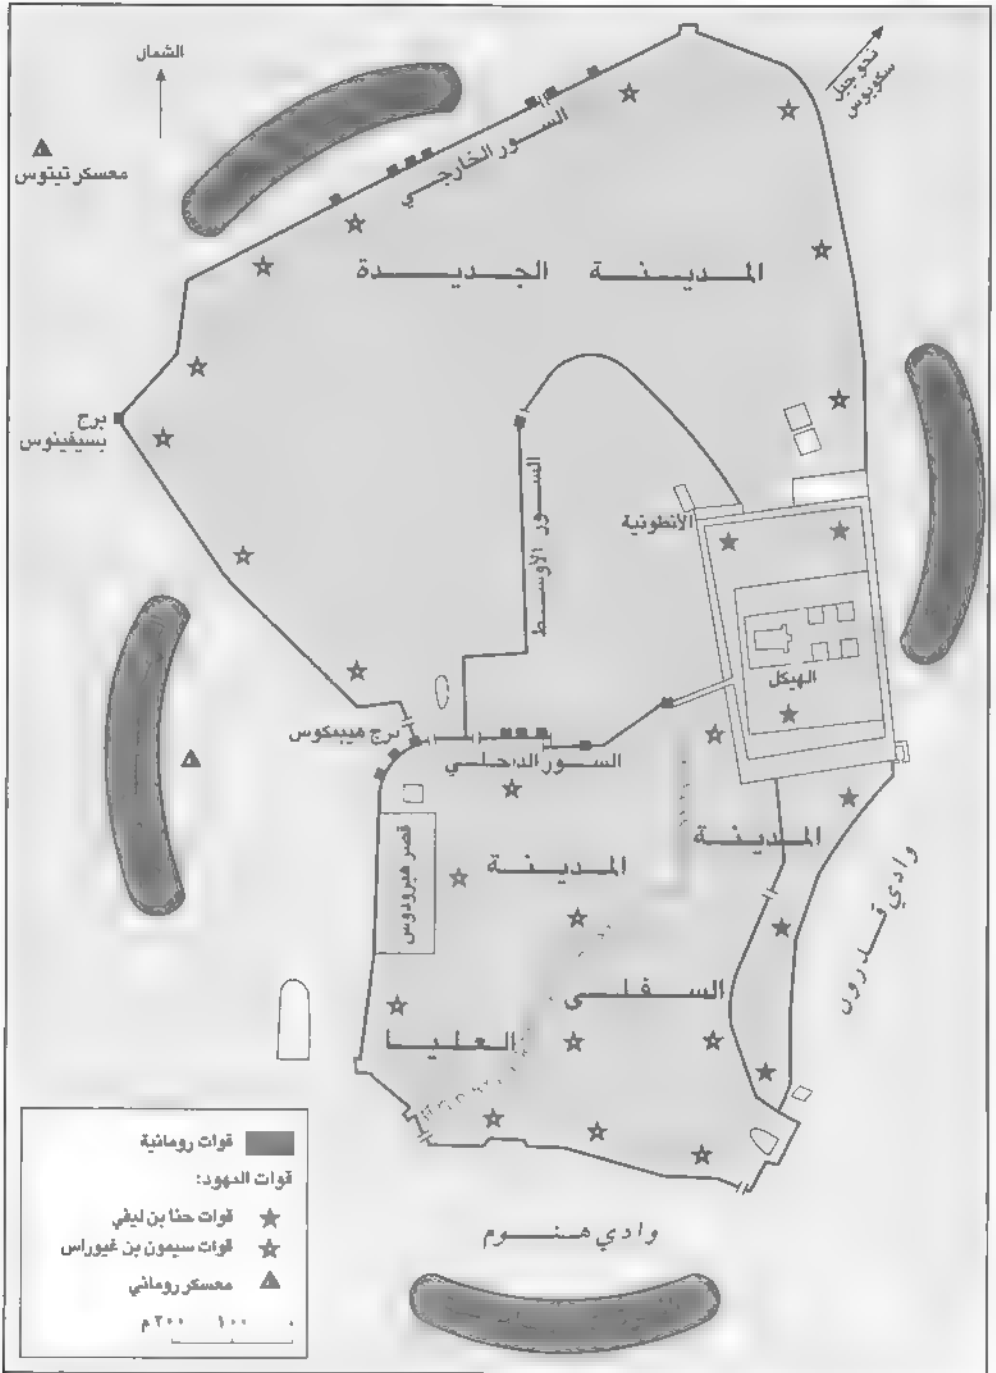 الشمال
نحو جبل
سكوبوس
معسكر تيتوس
السور الخارجي
المدينة الجديدة
برج
بسيفينوس
السور الاوسط
الأنطونية
الهيكل
برج هيبيكوس
السور الداخلي
قصر هيرودوس
المدينة
العليا
المدينة
السفلى
وادي قدرون
وادي هنوم
قوات رومانية
قوات اليهود:
قوات حنا بن ليفي
قوات سيمون بن غيوراس
معسكر روماني
٠ ١٠٠ ٢٠٠ م